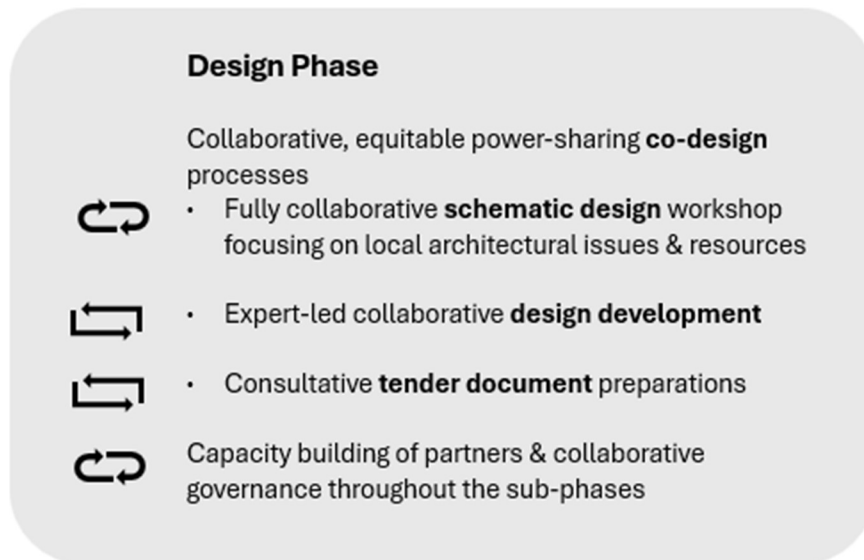 Design Phase
Collaborative, equitable power-sharing co-design
processes
• Fully collaborative schematic design workshop
focusing on local architectural issues & resources
• Expert-led collaborative design development
• Consultative tender document preparations
Capacity building of partners & collaborative
governance throughout the sub-phases